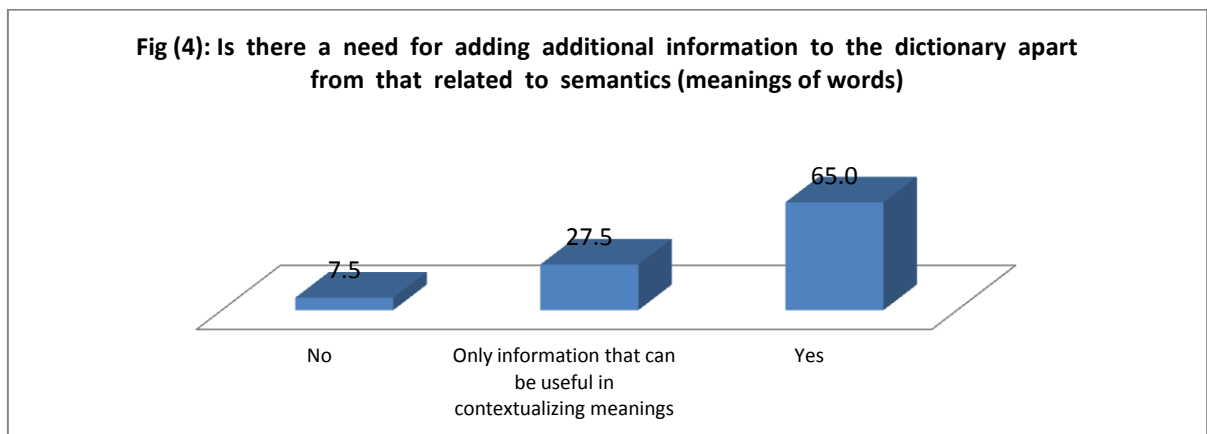 Fig (4): Is there a need for adding additional information to the dictionary apart
from that related to semantics (meanings of words)
65.0
27.5
7.5
No
Only information that can
be useful in
contextualizing meanings
Yes